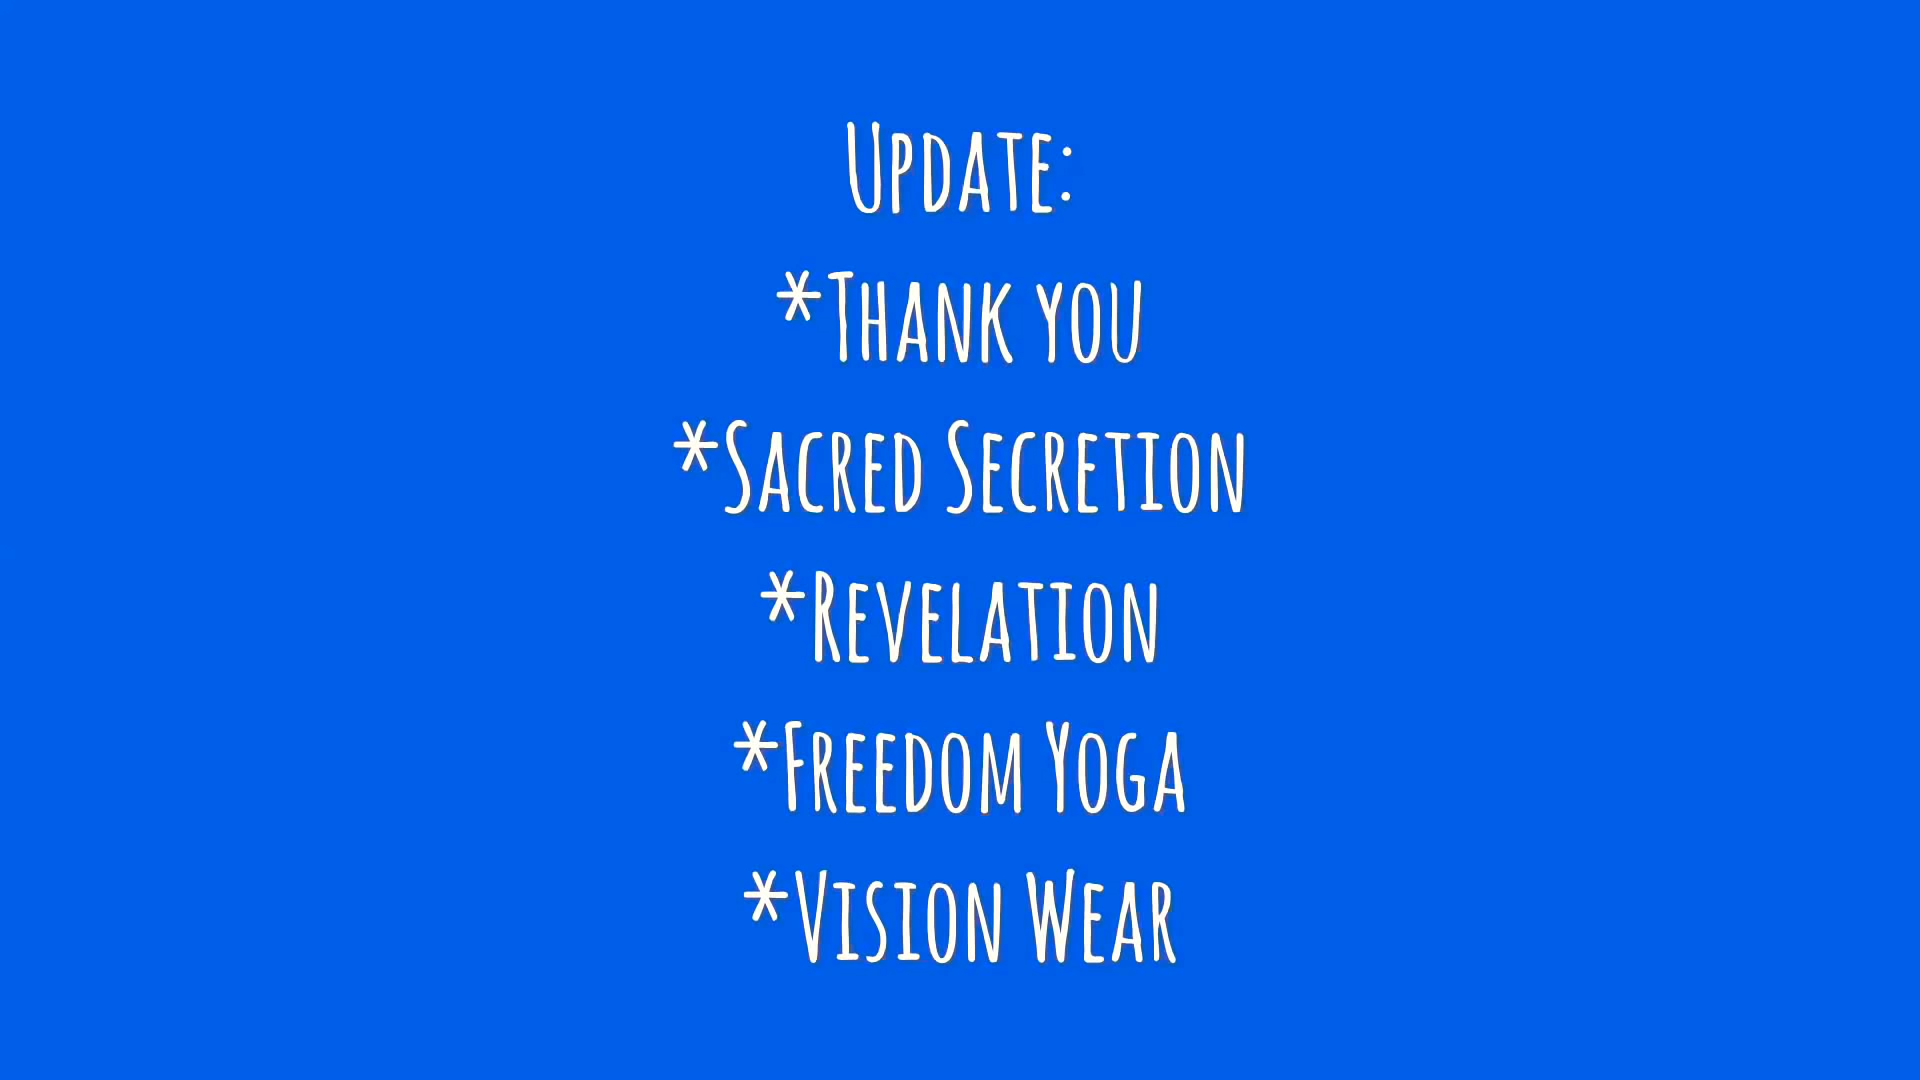 Update:
*Thank you
*Sacred Secretion
*Revelation
*Freedom Yoga
*Vision Wear